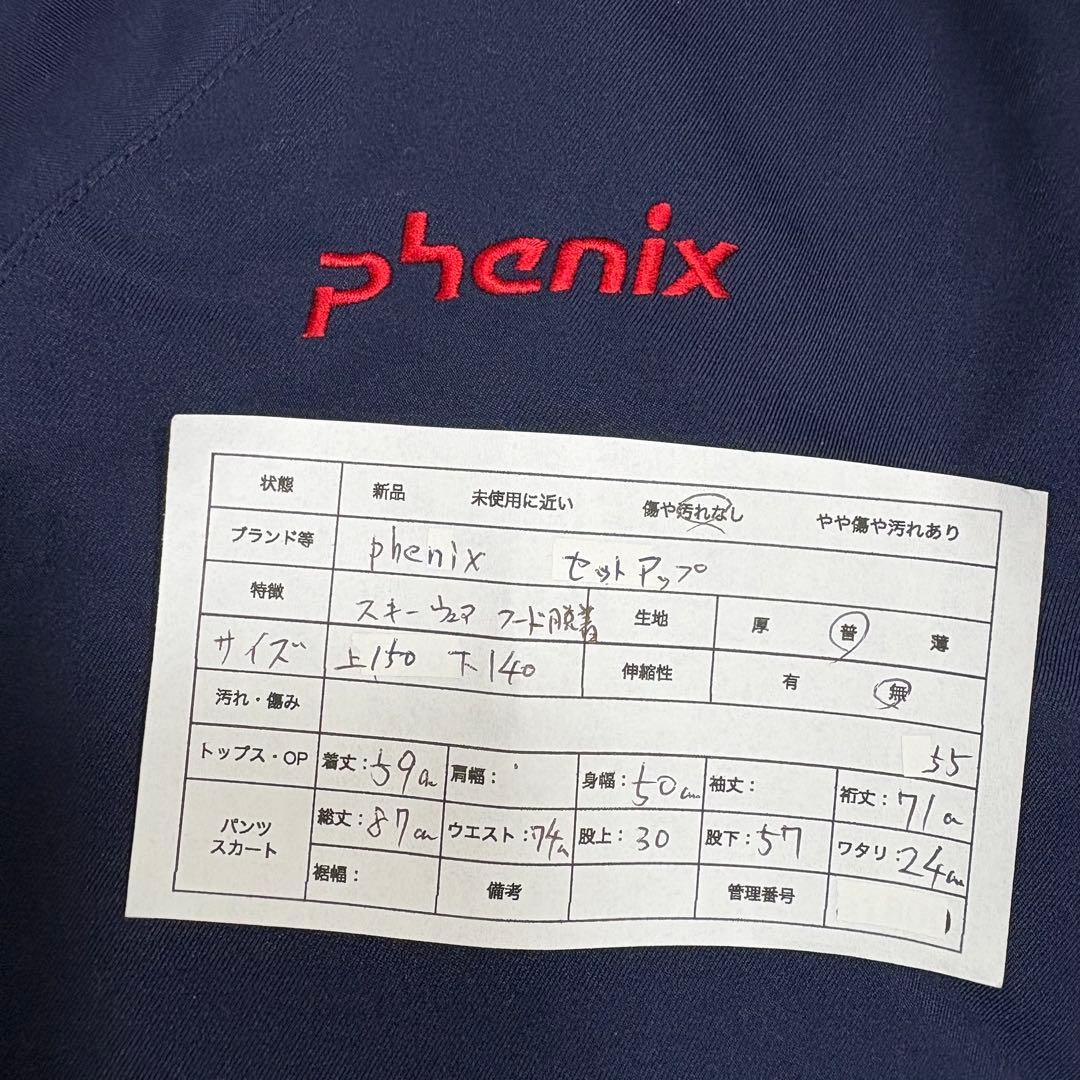 phenix
状態 新品 未使用に近い 傷や汚れなし やや傷や汚れあり
ブランド等 phenix セットアップ
特徴 スキーウェア フード脱着 生地 厚 普 薄
サイズ 上150 下140 伸縮性 有 無
汚れ・傷み
55
トップス・OP 着丈:59cm 肩幅: 身幅:50cm 袖丈: 裄丈:71cm
パンツ
スカート
総丈:87cm ウエスト:74cm 股上:30 股下:57 ワタリ:24cm
裾幅: 備考 管理番号 1